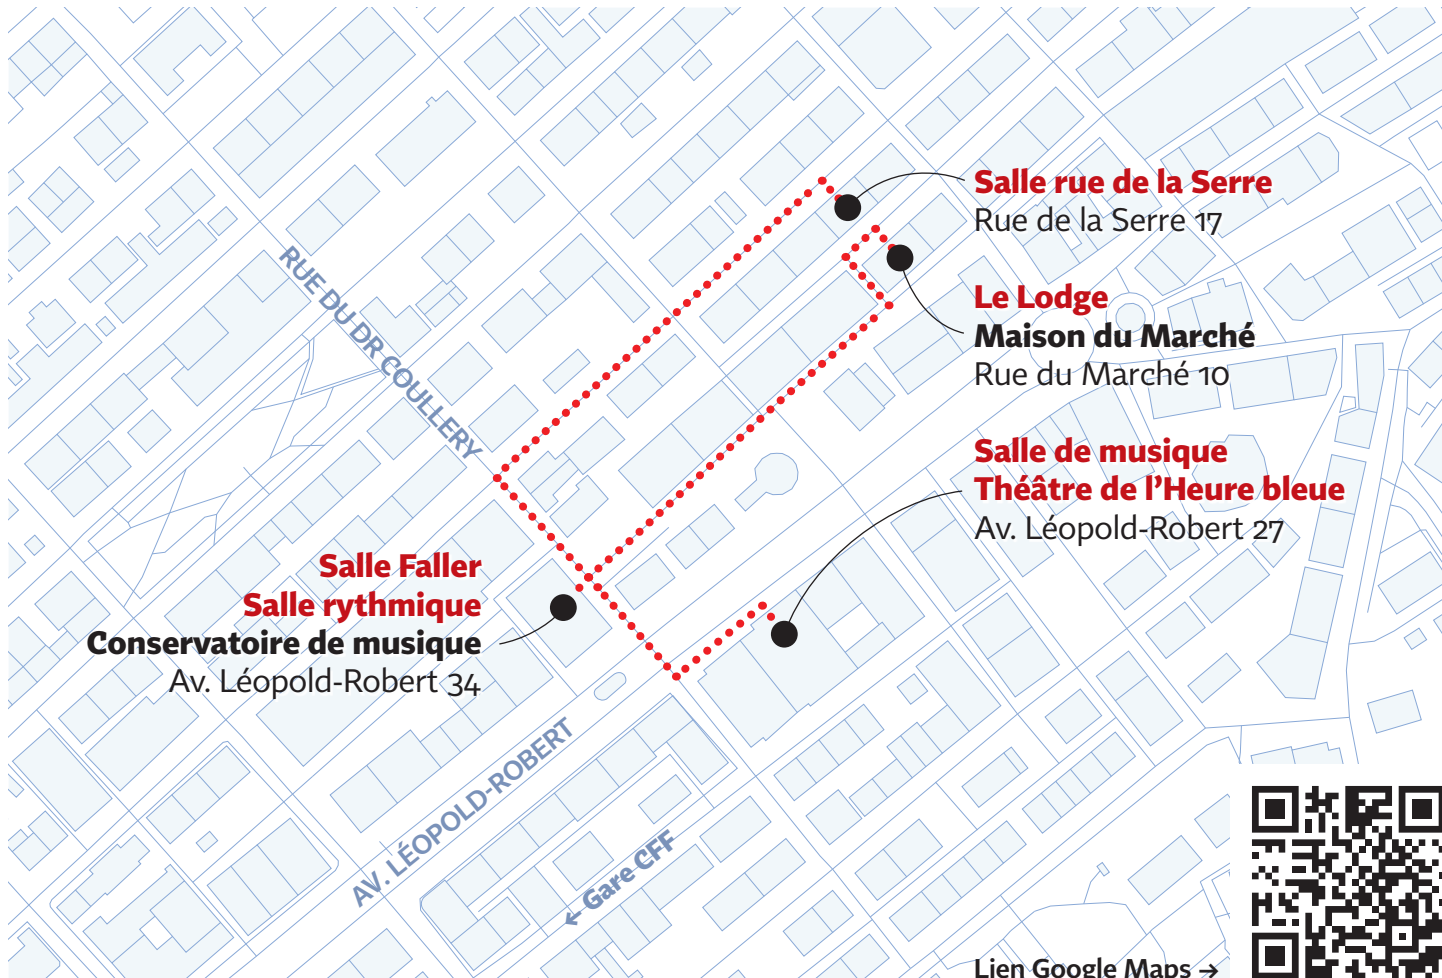 Salle rue de la Serre
Rue de la Serre 17
RUE DU DR COULLERY
Le Lodge
Maison du Marché
Rue du Marché 10
Salle de musique
Théâtre de l’Heure bleue
Av. Léopold-Robert 27
Salle Faller
Salle rythmique
Conservatoire de musique
Av. Léopold-Robert 34
AV. LÉOPOLD-ROBERT
← Gare CFF
Lien Google Maps →